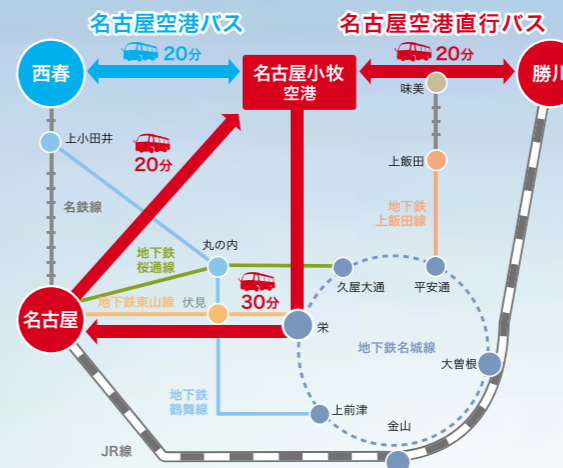 名古屋空港バス
名古屋空港直行バス
20分
20分
西春
名古屋小牧
空港
勝川
味美
上小田井
20分
上飯田
名鉄線
地下鉄
上飯田線
丸の内
地下鉄
桜通線
久屋大通
平安通
地下鉄東山線
伏見
30分
名古屋
栄
地下鉄名城線
大曽根
地下鉄
鶴舞線
上前津
金山
JR線